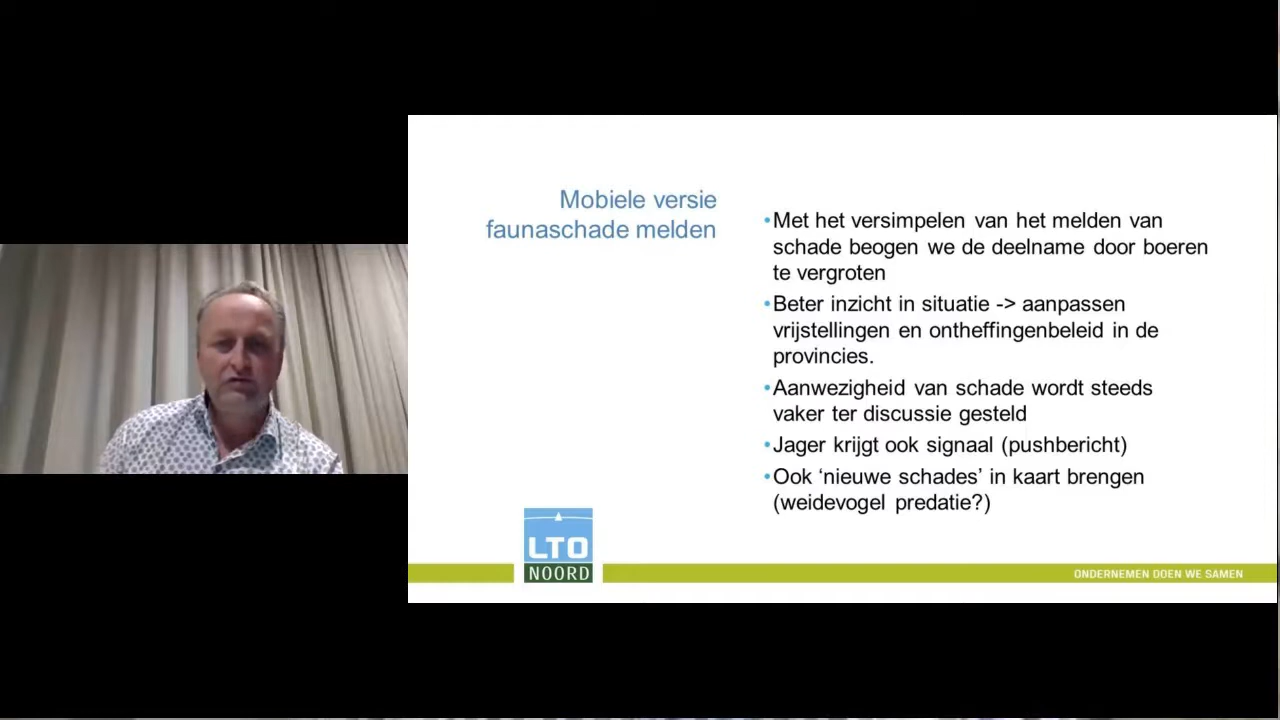 Mobiele versie
faunaschade melden
•Met het versimpelen van het melden van
schade beogen we de deelname door boeren
te vergroten
•Beter inzicht in situatie -> aanpassen
vrijstellingen en ontheffingenbeleid in de
provincies.
•Aanwezigheid van schade wordt steeds
vaker ter discussie gesteld
•Jager krijgt ook signaal (pushbericht)
•Ook ‘nieuwe schades’ in kaart brengen
(weidevogel predatie?)
LTO
NOORD
ONDERNEMEN DOEN WE SAMEN